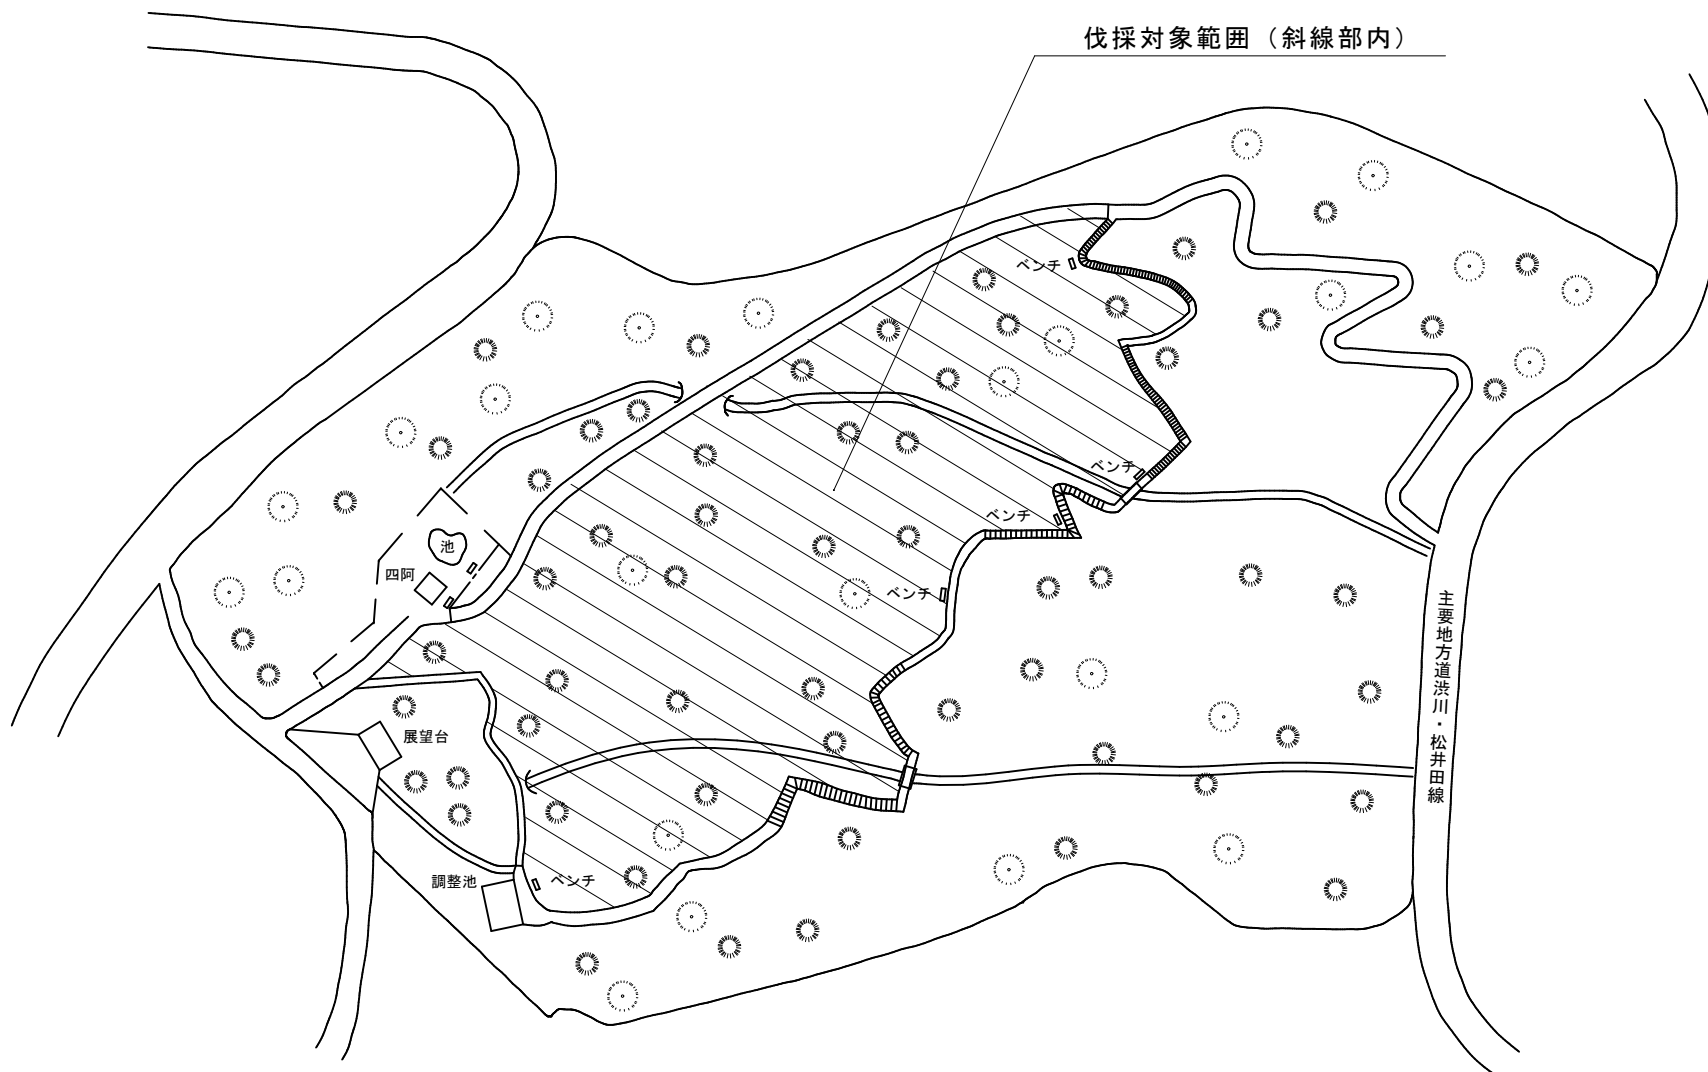 伐採対象範囲（斜線部内）
ベンチ
ベンチ
ベンチ
池
四阿
ベンチ
主要地方道渋川・松井田線
展望台
調整池
ベンチ